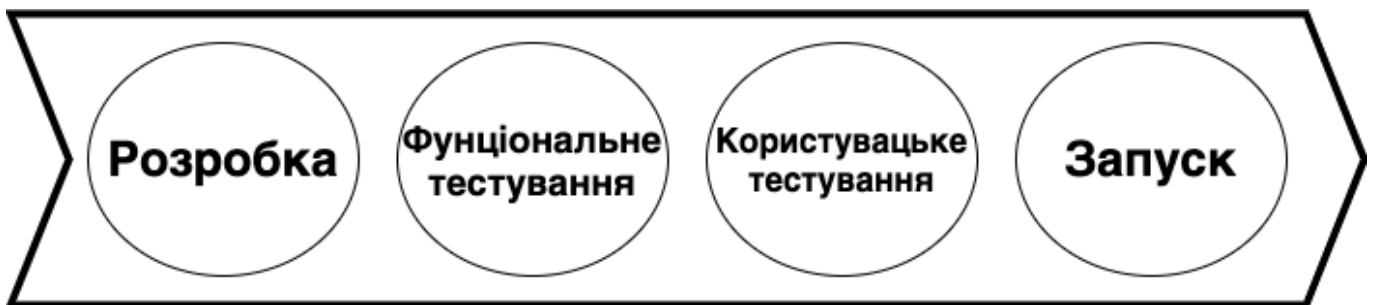 Розробка
Фунціональне
тестування
Користувацьке
тестування
Запуск